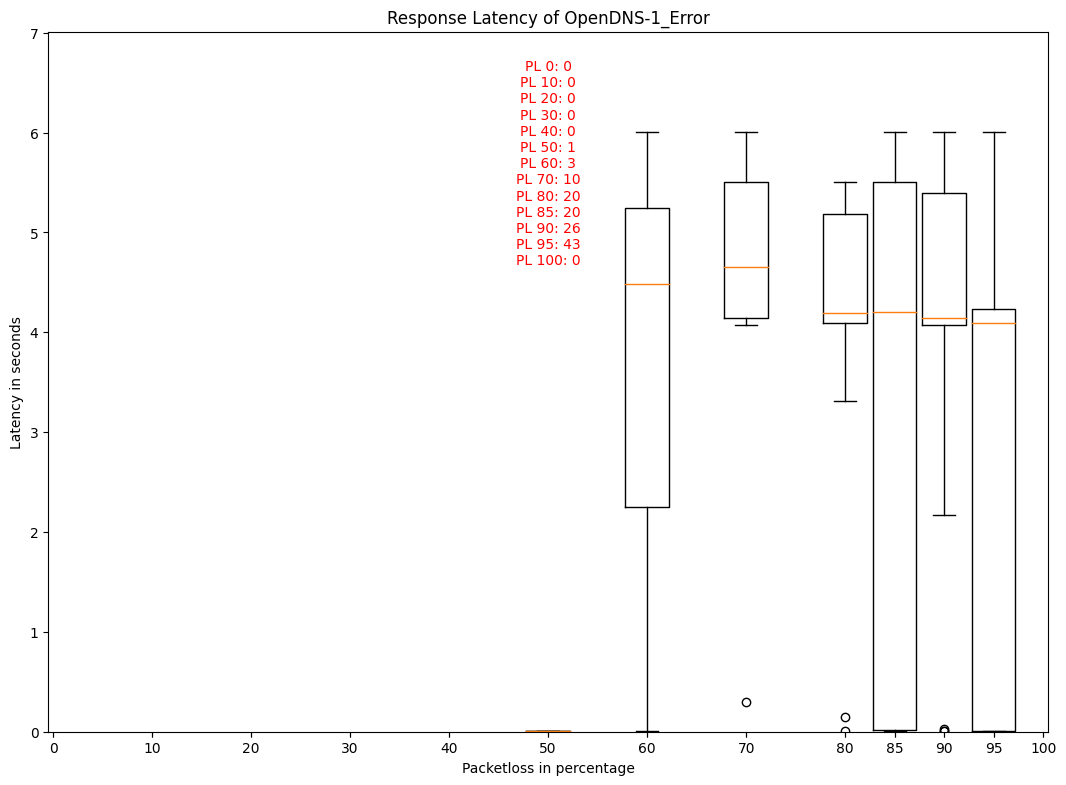 Response Latency of OpenDNS-1_Error
7
6
5
4
3
2
1
0
Latency in seconds
PL 0: 0
PL 10: 0
PL 20: 0
PL 30: 0
PL 40: 0
PL 50: 1
PL 60: 3
PL 70: 10
PL 80: 20
PL 85: 20
PL 90: 26
PL 95: 43
PL 100: 0
0 10 20 30 40 50 60 70 80 85 90 95 100
Packetloss in percentage